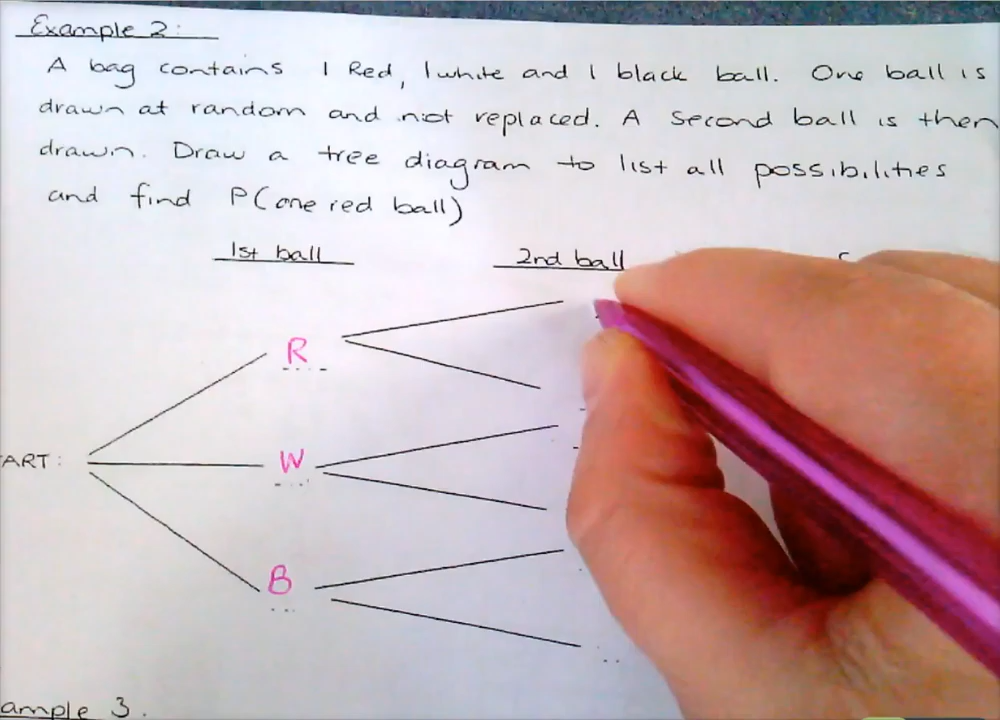 Example 2:
A bag contains 1 Red, 1 white and 1 black ball. One ball is
drawn at random and not replaced. A second ball is then
drawn. Draw a tree diagram to list all possibilities
and find P(one red ball)
1st ball 2nd ball
R
ART: W
B
ample 3.